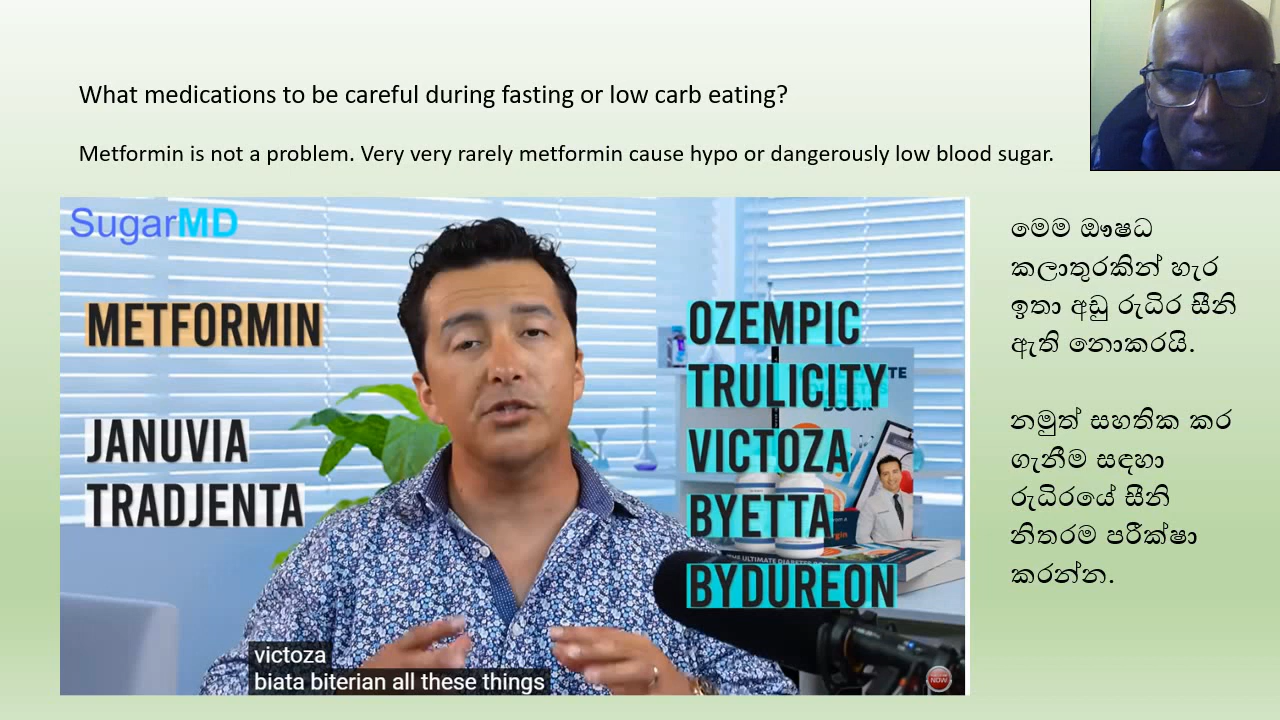 What medications to be careful during fasting or low carb eating?
Metformin is not a problem. Very very rarely metformin cause hypo or dangerously low blood sugar.
SugarMD
METFORMIN
JANUVIA
TRADJENTA
OZEMPIC
TRULICITY
VICTOZA
BYETTA
BYDUREON
victoza
biata biterian all these things
මෙම ඖෂධ
කලාතුරකින් හැර
ඉතා අඩු රුධිර සීනි
ඇති නොකරයි.
නමුත් සහතික කර
ගැනීම සඳහා
රුධිරයේ සීනි
නිතරම පරීක්ෂා
කරන්න.